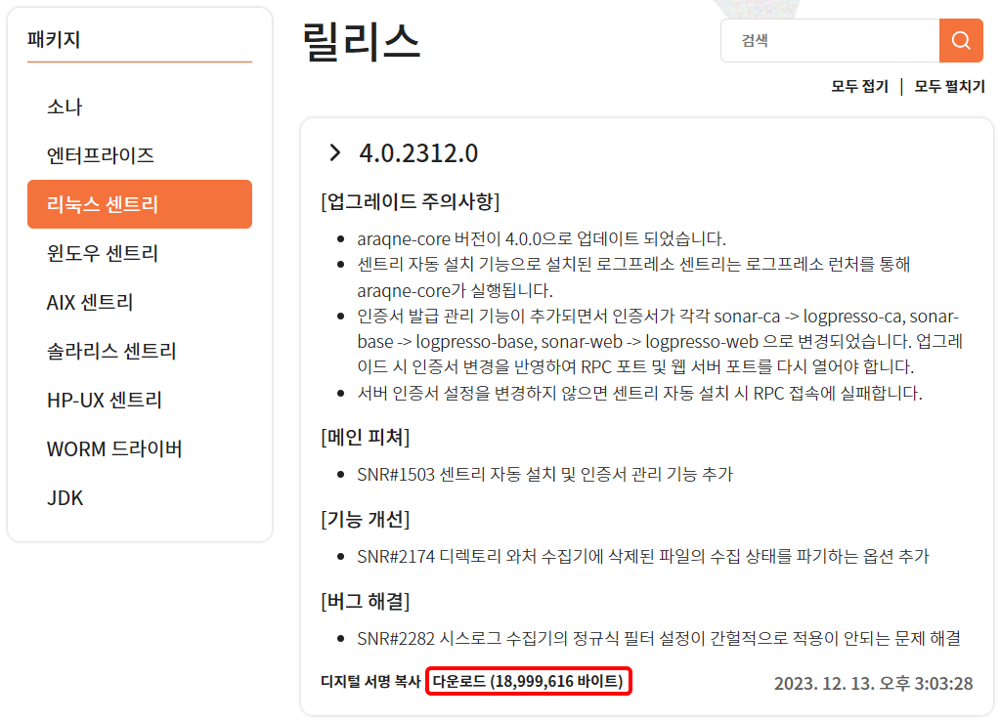 패키지
소나
엔터프라이즈
리눅스 센트리
윈도우 센트리
AIX 센트리
솔라리스 센트리
HP-UX 센트리
WORM 드라이버
JDK
릴리스
검색
모두 접기 | 모두 펼치기
4.0.2312.0
[업그레이드 주의사항]
araqne-core 버전이 4.0.0으로 업데이트 되었습니다.
센트리 자동 설치 기능으로 설치된 로그프레소 센트리는 로그프레소 런처를 통해
araqne-core가 실행됩니다.
인증서 발급 관리 기능이 추가되면서 인증서가 각각 sonar-ca -> logpresso-ca, sonar-
base -> logpresso-base, sonar-web -> logpresso-web 으로 변경되었습니다. 업그레
이드 시 인증서 변경을 반영하여 RPC 포트 및 웹 서버 포트를 다시 열어야 합니다.
서버 인증서 설정을 변경하지 않으면 센트리 자동 설치 시 RPC 접속에 실패합니다.
[메인 피쳐]
SNR#1503 센트리 자동 설치 및 인증서 관리 기능 추가
[기능 개선]
SNR#2174 디렉토리 와처 수집기에 삭제된 파일의 수집 상태를 파기하는 옵션 추가
[버그 해결]
SNR#2282 시스로그 수집기의 정규식 필터 설정이 간헐적으로 적용이 안되는 문제 해결
디지털 서명 복사 다운로드 (18,999,616 바이트)
2023. 12. 13. 오후 3:03:28